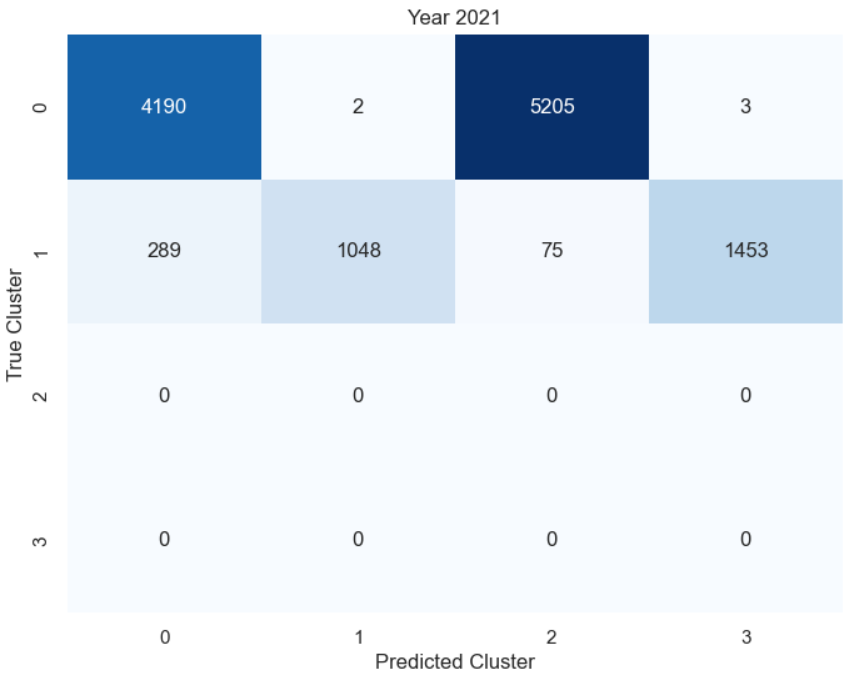 Year 2021
True Cluster
0
4190 2 5205 3
1
289 1048 75 1453
2
0 0 0 0
3
0 0 0 0
0 1 2 3
Predicted Cluster